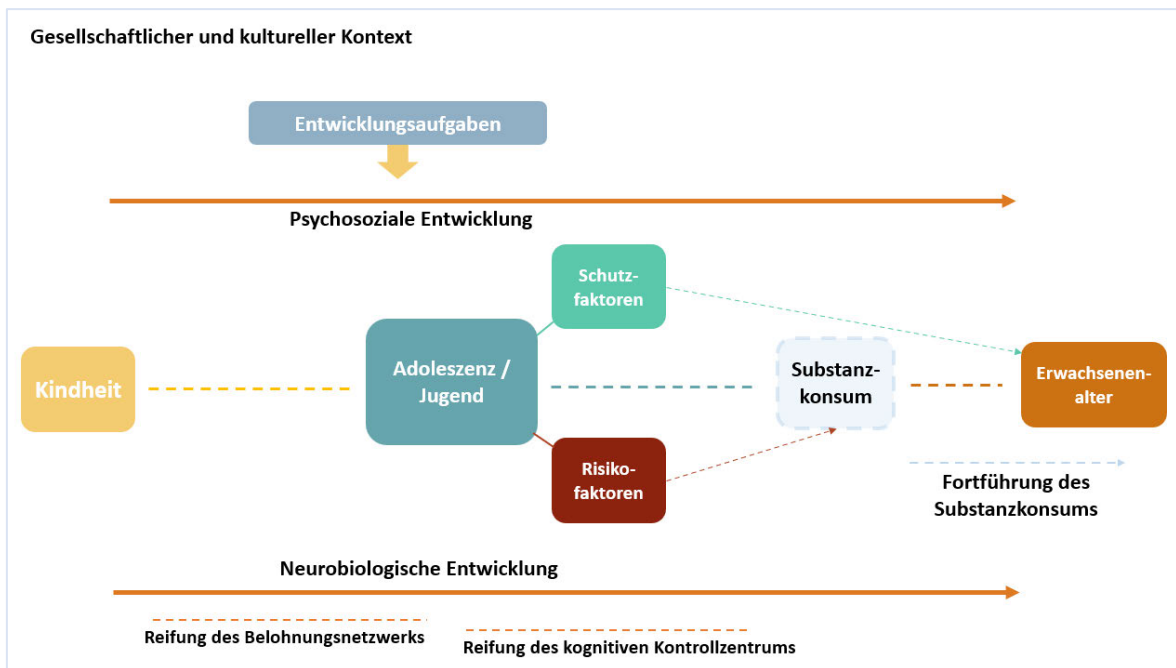 Gesellschaftlicher und kultureller Kontext
Entwicklungsaufgaben
Psychosoziale Entwicklung
Schutz-
faktoren
Kindheit
Adoleszenz /
Jugend
Substanz-
konsum
Erwachsenen-
alter
Risiko-
faktoren
Fortführung des
Substanzkonsums
Neurobiologische Entwicklung
Reifung des Belohnungsnetzwerks
Reifung des kognitiven Kontrollzentrums